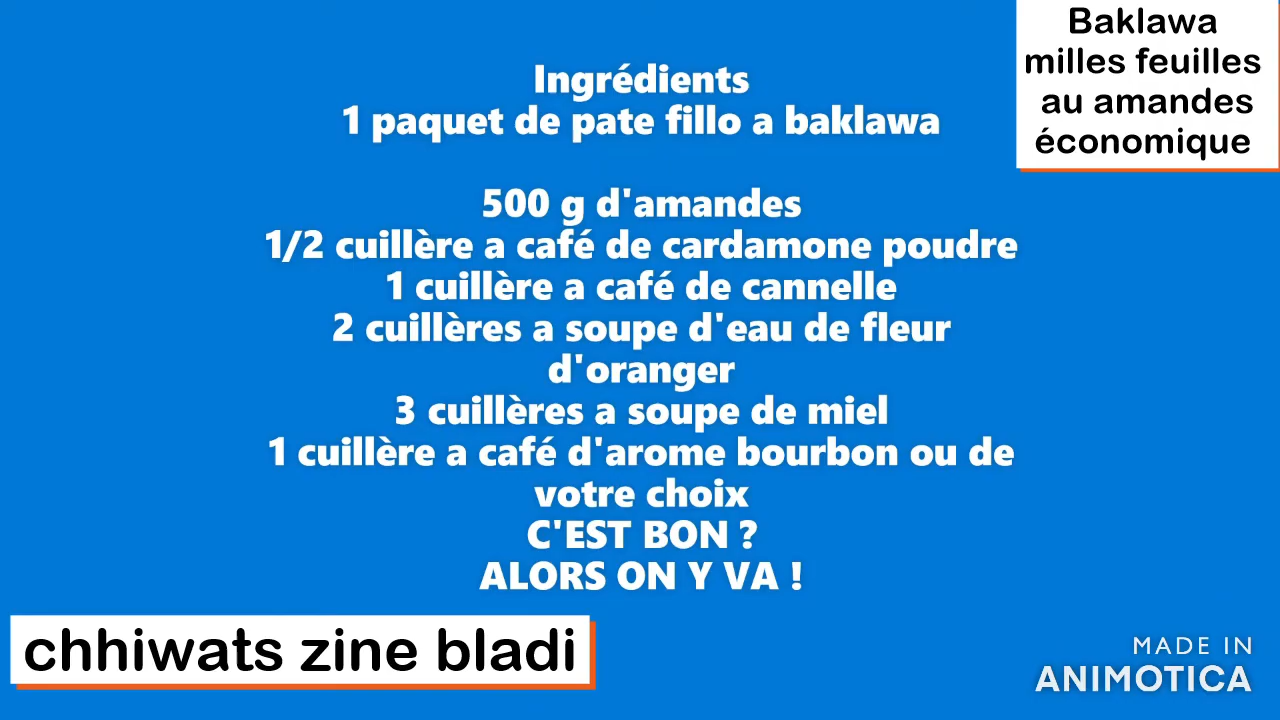 Baklawa
milles feuilles
au amandes
économique
Ingrédients
1 paquet de pate fillo a baklawa
500 g d'amandes
1/2 cuillère a café de cardamone poudre
1 cuillère a café de cannelle
2 cuillères a soupe d'eau de fleur
d'oranger
3 cuillères a soupe de miel
1 cuillère a café d'arome bourbon ou de
votre choix
C'EST BON ?
ALORS ON Y VA !
chhiwats zine bladi
MADE IN
ANIMOTICA